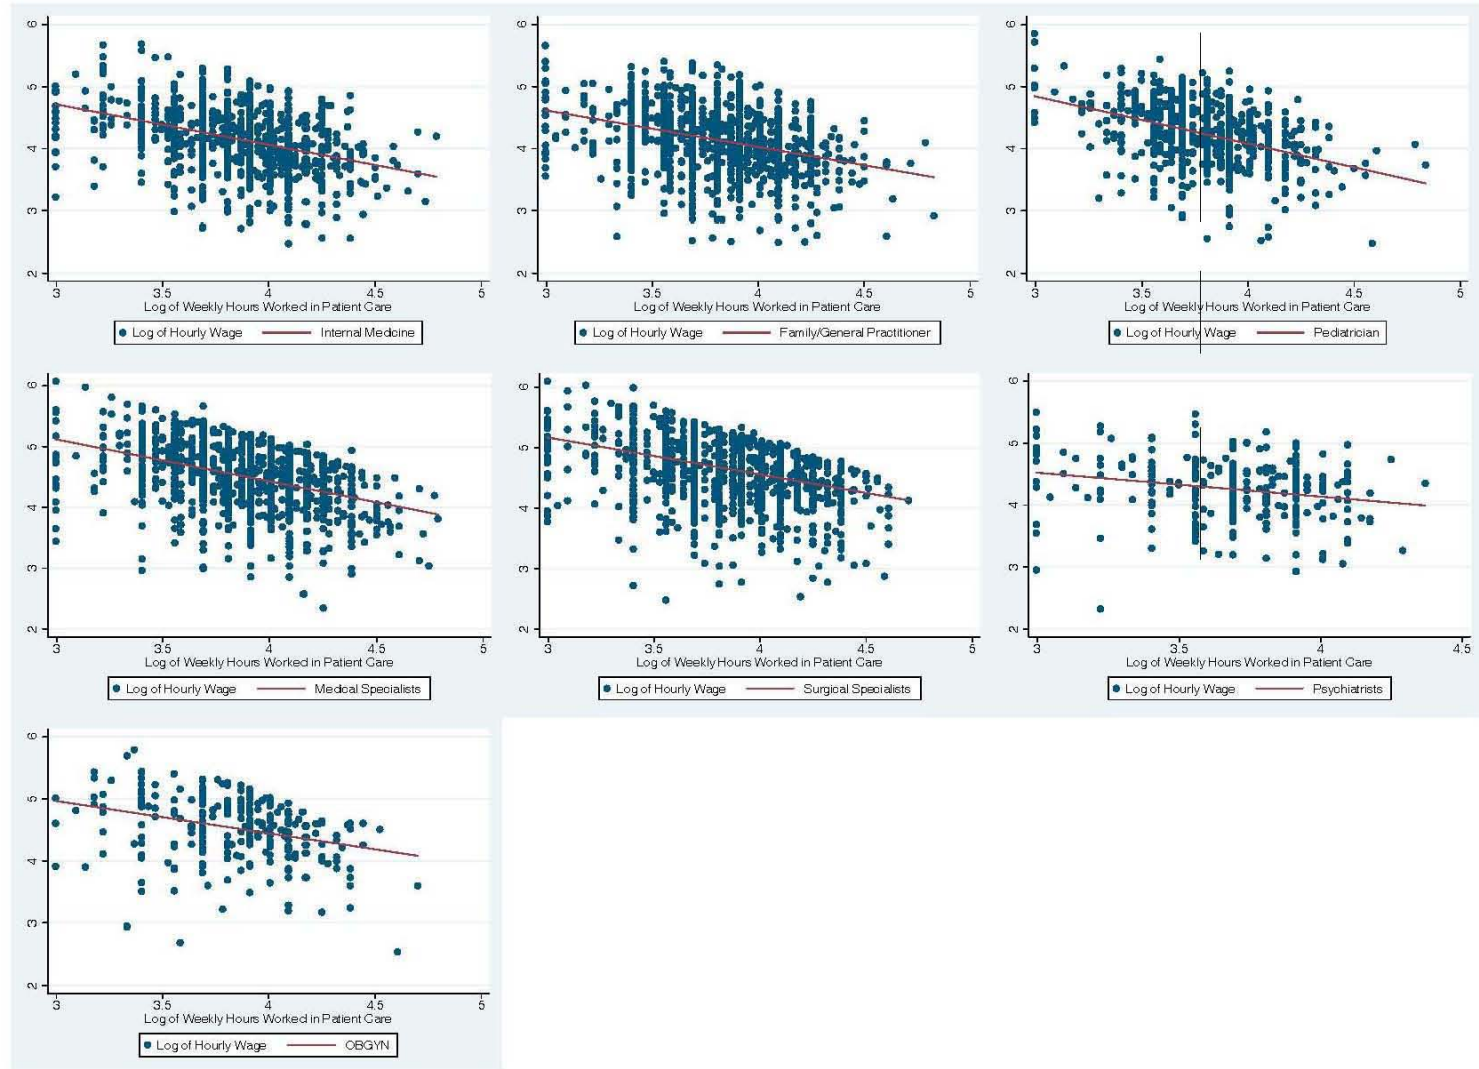 6
5
4
3
2
3 3.5 4 4.5 5
Log of Weekly Hours Worked in Patient Care
Log of Hourly Wage Internal Medicine
6
5
4
3
2
3 3.5 4 4.5 5
Log of Weekly Hours Worked in Patient Care
Log of Hourly Wage Family/General Practitioner
6
5
4
3
2
3 3.5 4 4.5 5
Log of Weekly Hours Worked in Patient Care
Log of Hourly Wage Pediatrician
6
5
4
3
2
3 3.5 4 4.5 5
Log of Weekly Hours Worked in Patient Care
Log of Hourly Wage Medical Specialists
6
5
4
3
2
3 3.5 4 4.5 5
Log of Weekly Hours Worked in Patient Care
Log of Hourly Wage Surgical Specialists
6
5
4
3
2
3 3.5 4 4.5
Log of Weekly Hours Worked in Patient Care
Log of Hourly Wage Psychiatrists
6
5
4
3
2
3 3.5 4 4.5 5
Log of Weekly Hours Worked in Patient Care
Log of Hourly Wage OBGYN